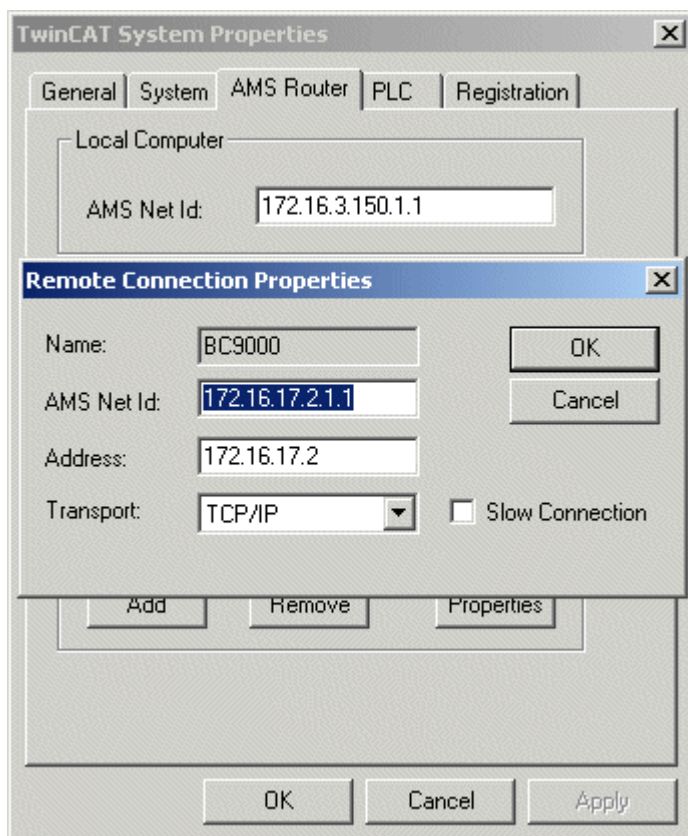 TwinCAT System Properties
General System AMS Router PLC Registration
Local Computer
AMS Net Id: 172.16.3.150.1.1
Remote Connection Properties
Name: BC9000 OK
AMS Net Id: 172.16.17.2.1.1 Cancel
Address: 172.16.17.2
Transport: TCP/IP Slow Connection
Add Remove Properties
OK Cancel Apply